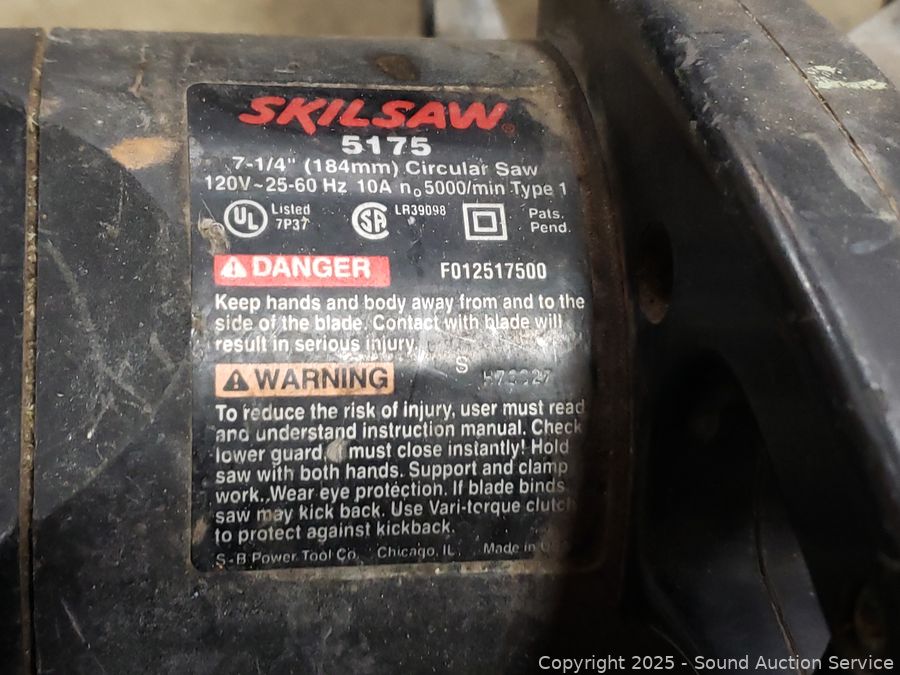 SKILSAW®
5175
7-1/4" (184mm) Circular Saw
120V~25-60 Hz 10A n₀5000/min Type 1
UL Listed 7P37 SA LR39098 Pats. Pend.
DANGER F012517500
Keep hands and body away from and to the
side of the blade. Contact with blade will
result in serious injury.
S
WARNING
To reduce the risk of injury, user must read
and understand instruction manual. Check
lower guard. must close instantly! Hold
saw with both hands. Support and clamp
work. Wear eye protection. If blade binds
saw may kick back. Use Vari-torque clutch
to protect against kickback.
S-B Power Tool Co. Chicago, IL. Made in
Copyright 2025 - Sound Auction Service